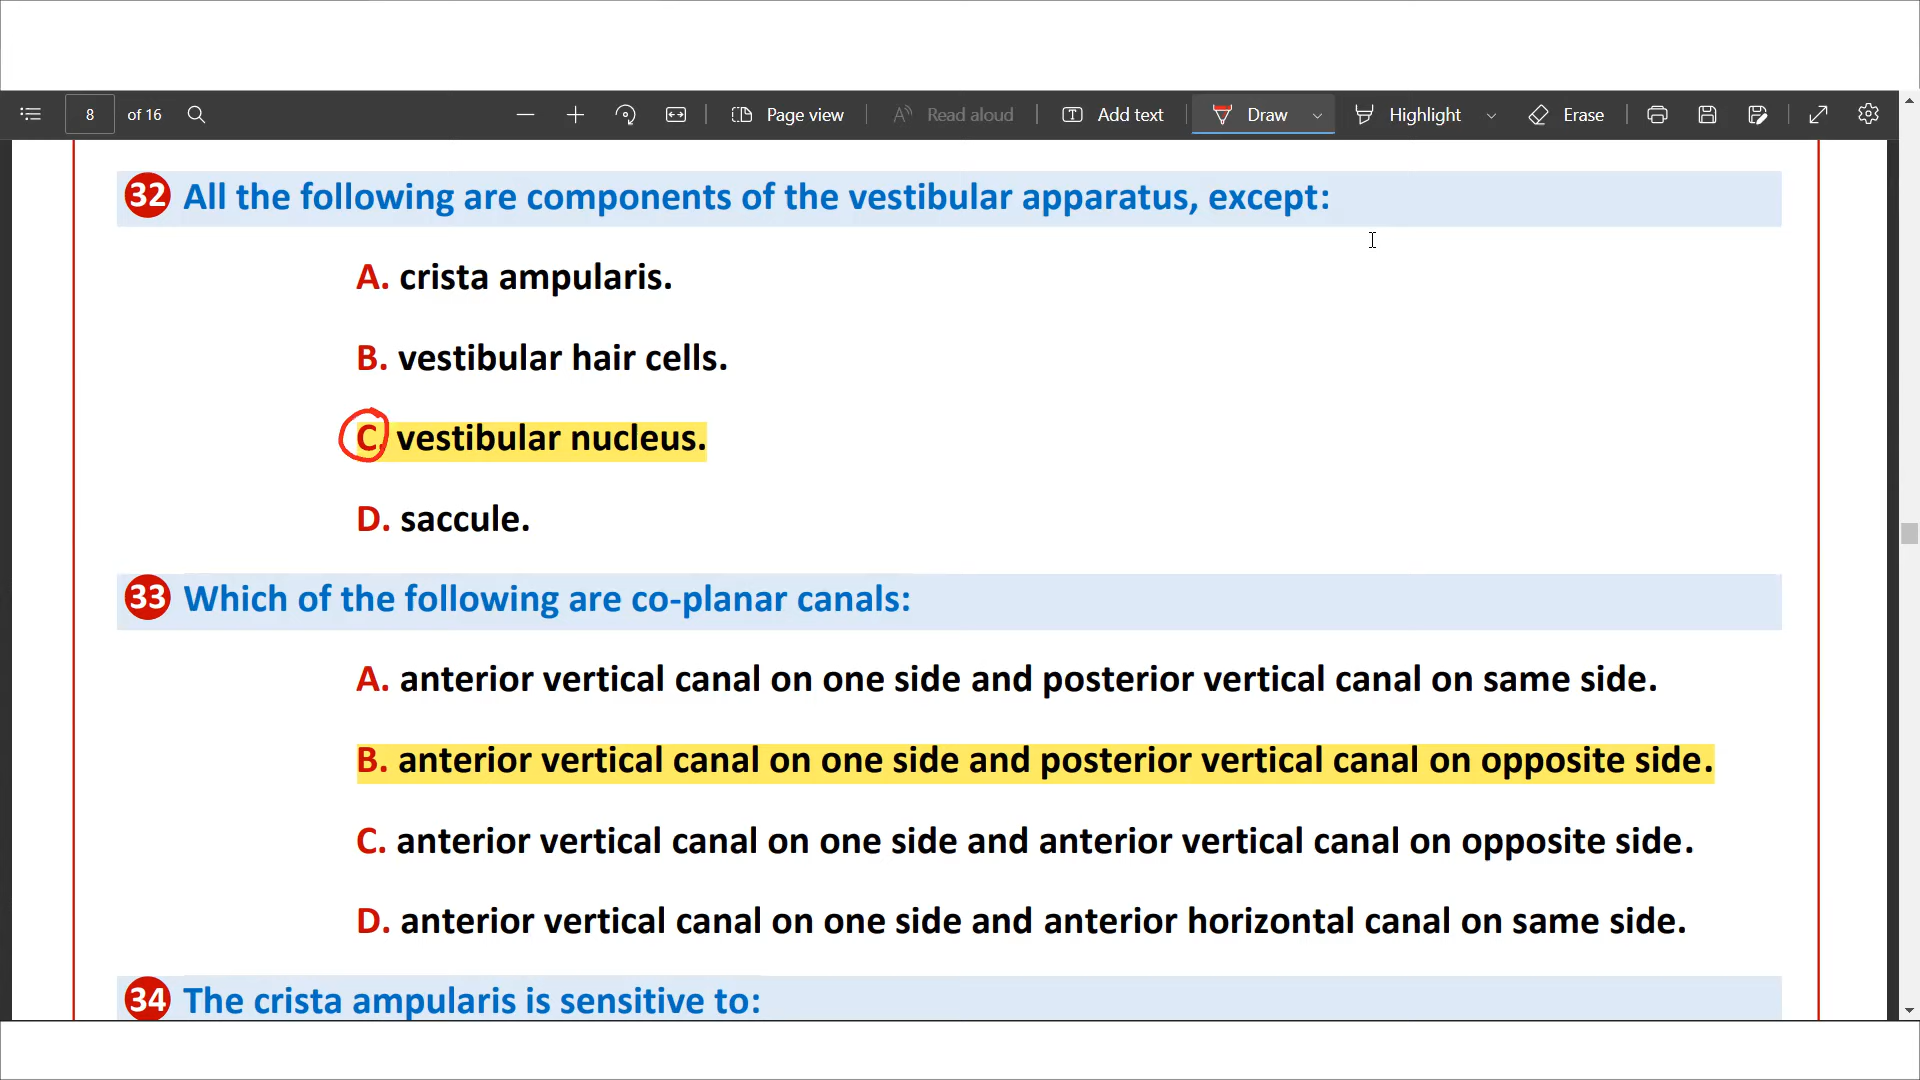 8 of 16 Page view Read aloud Add text Draw Highlight Erase
32 All the following are components of the vestibular apparatus, except:
A. crista ampularis.
B. vestibular hair cells.
C. vestibular nucleus.
D. saccule.
33 Which of the following are co-planar canals:
A. anterior vertical canal on one side and posterior vertical canal on same side.
B. anterior vertical canal on one side and posterior vertical canal on opposite side.
C. anterior vertical canal on one side and anterior vertical canal on opposite side.
D. anterior vertical canal on one side and anterior horizontal canal on same side.
34 The crista ampularis is sensitive to: